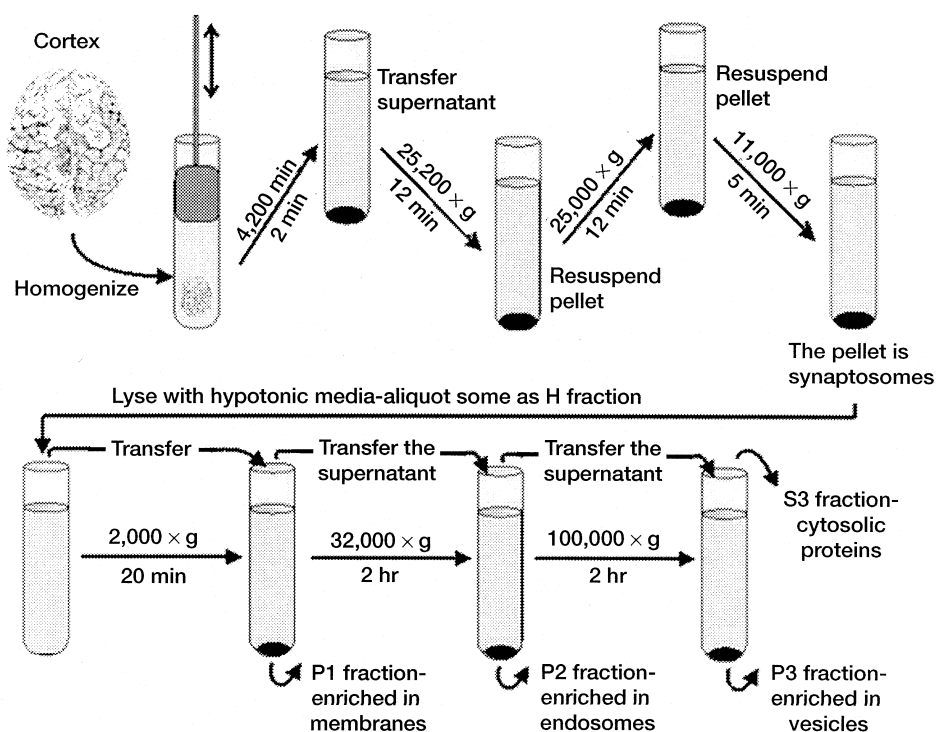 Cortex
Homogenize
4,200 min
2 min
Transfer
supernatant
25,200 × g
12 min
Resuspend
pellet
25,000 × g
12 min
Resuspend
pellet
11,000 × g
5 min
The pellet is
synaptosomes
Lyse with hypotonic media-aliquot some as H fraction
Transfer
Transfer the
supernatant
Transfer the
supernatant
S3 fraction-
cytosolic
proteins
2,000 × g
20 min
32,000 × g
2 hr
100,000 × g
2 hr
P1 fraction-
enriched in
membranes
P2 fraction-
enriched in
endosomes
P3 fraction-
enriched in
vesicles